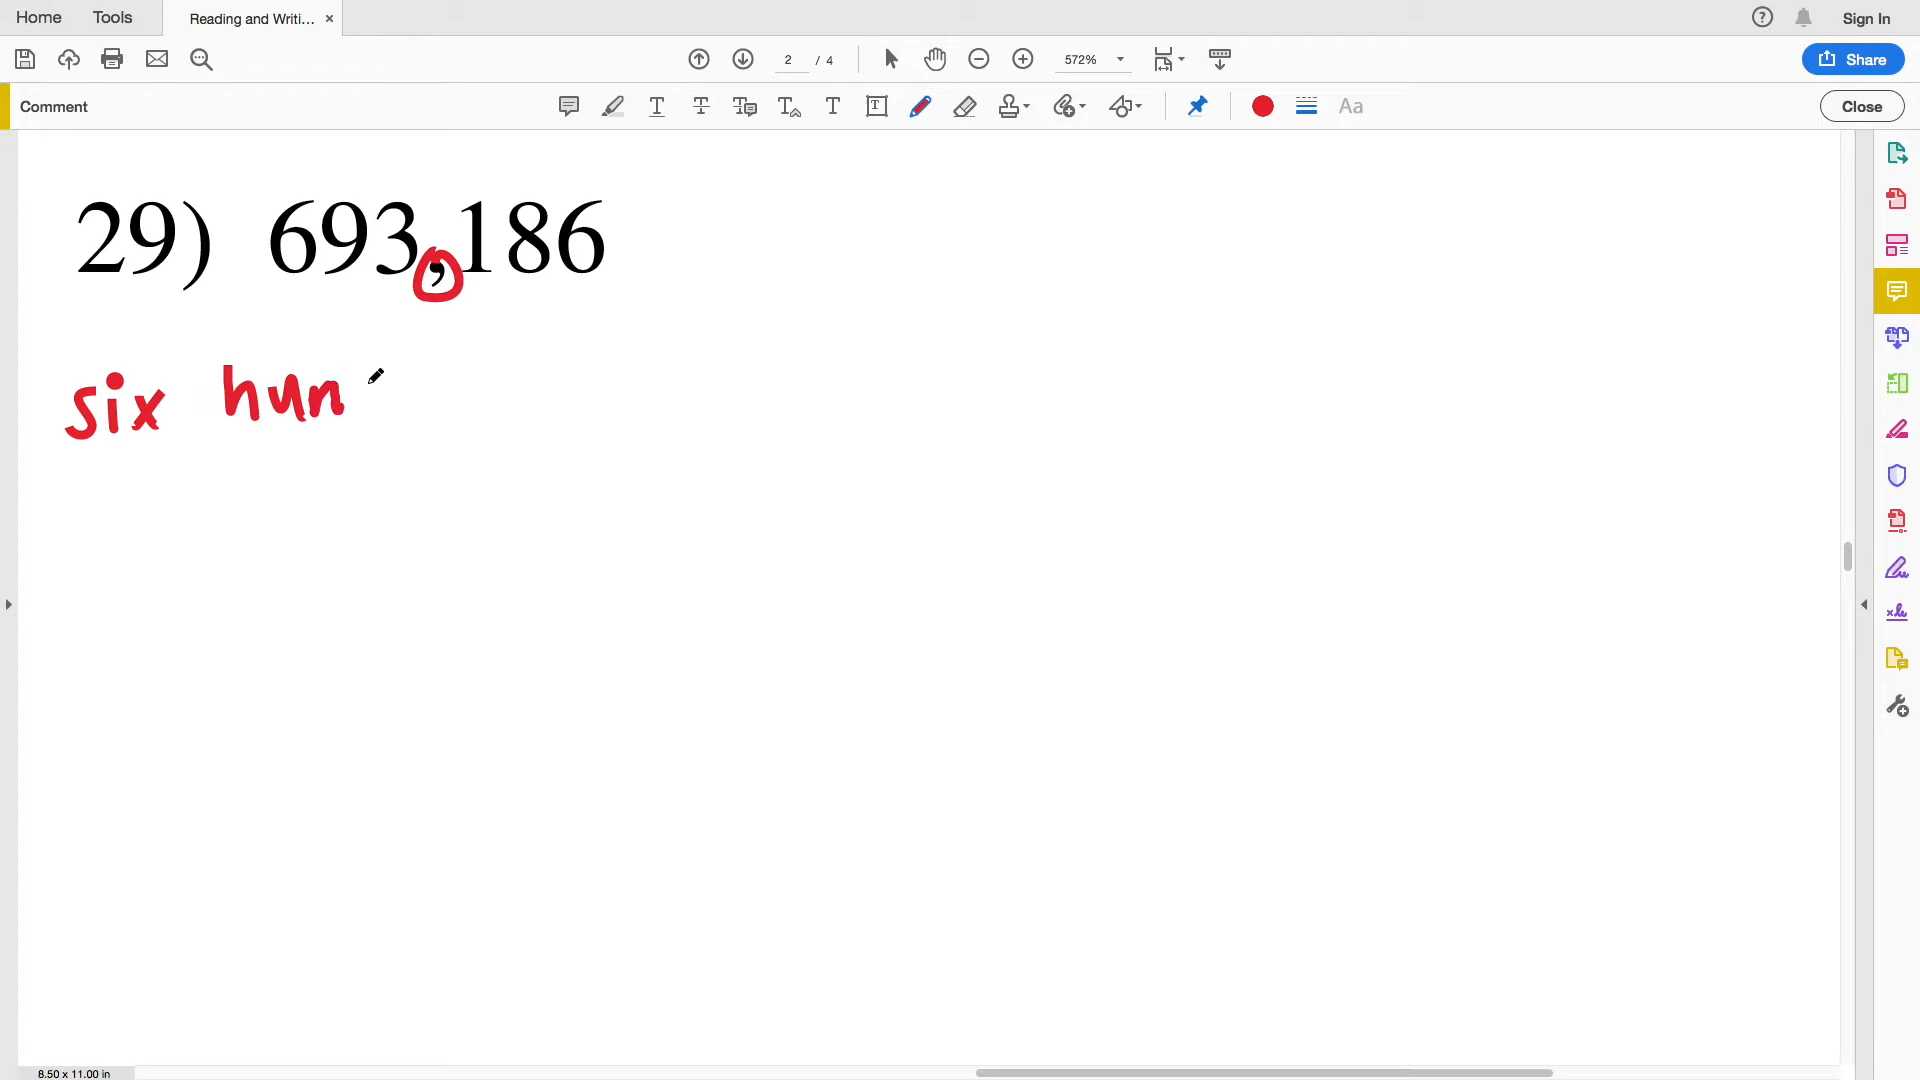 Home Tools Reading and Writi... × Sign In
2 / 4 572% Share
Comment Aa Close
29) 693,186
six hun
8.50 x 11.00 in